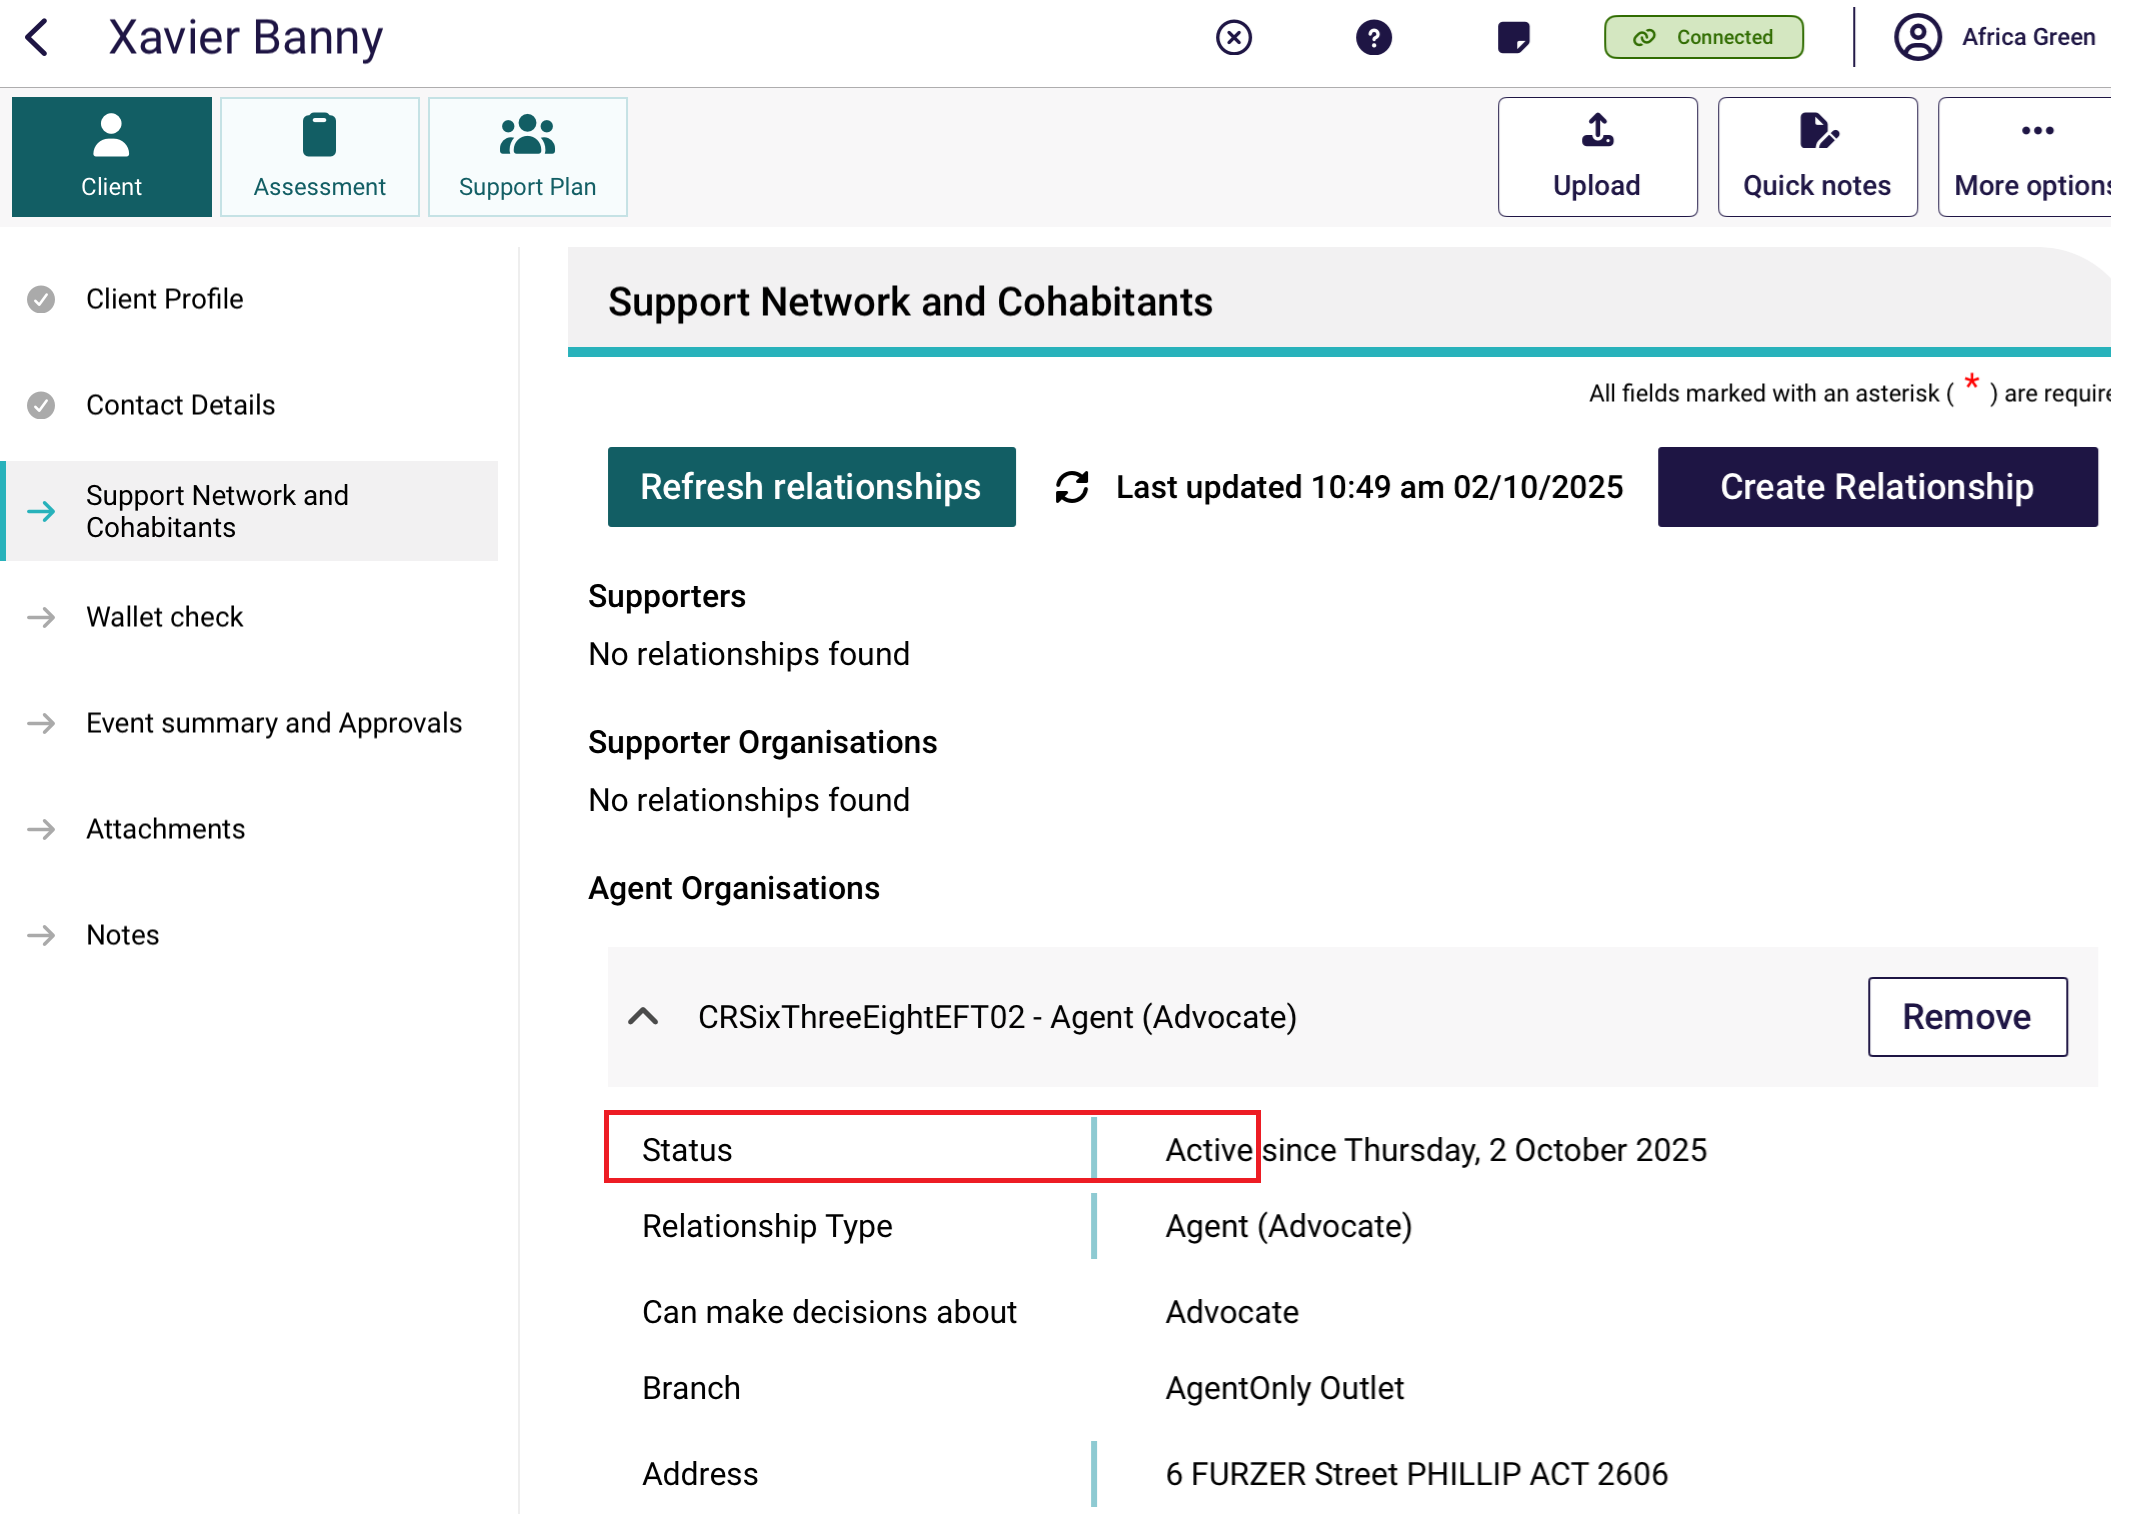 Xavier Banny
Connected
Africa Green
Client
Assessment
Support Plan
Upload
Quick notes
More options
Client Profile
Contact Details
Support Network and
Cohabitants
Wallet check
Event summary and Approvals
Attachments
Notes
Support Network and Cohabitants
All fields marked with an asterisk ( * ) are require
Refresh relationships
Last updated 10:49 am 02/10/2025
Create Relationship
Supporters
No relationships found
Supporter Organisations
No relationships found
Agent Organisations
CRSixThreeEightEFT02 - Agent (Advocate)
Remove
Status
Active since Thursday, 2 October 2025
Relationship Type
Agent (Advocate)
Can make decisions about
Advocate
Branch
AgentOnly Outlet
Address
6 FURZER Street PHILLIP ACT 2606